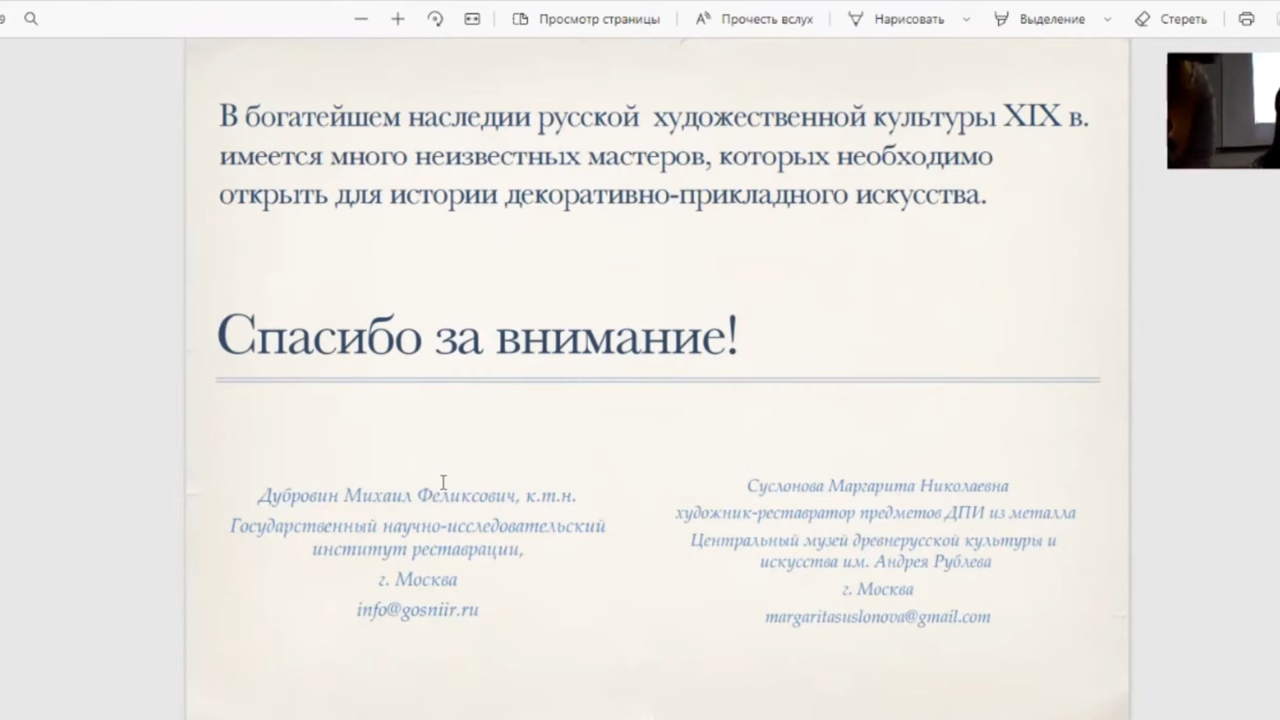 Просмотр страницы
Прочесть вслух
Нарисовать
Выделение
Стереть
В богатейшем наследии русской художественной культуры XIX в.
имеется много неизвестных мастеров, которых необходимо
открыть для истории декоративно-прикладного искусства.
Спасибо за внимание!
Дубровин Михаил Феликсович, к.т.н.
Государственный научно-исследовательский
институт реставрации,
г. Москва
info@gosniir.ru
Суслонова Маргарита Николаевна
художник-реставратор предметов ДПИ из металла
Центральный музей древнерусской культуры и
искусства им. Андрея Рублева
г. Москва
margaritasuslonova@gmail.com